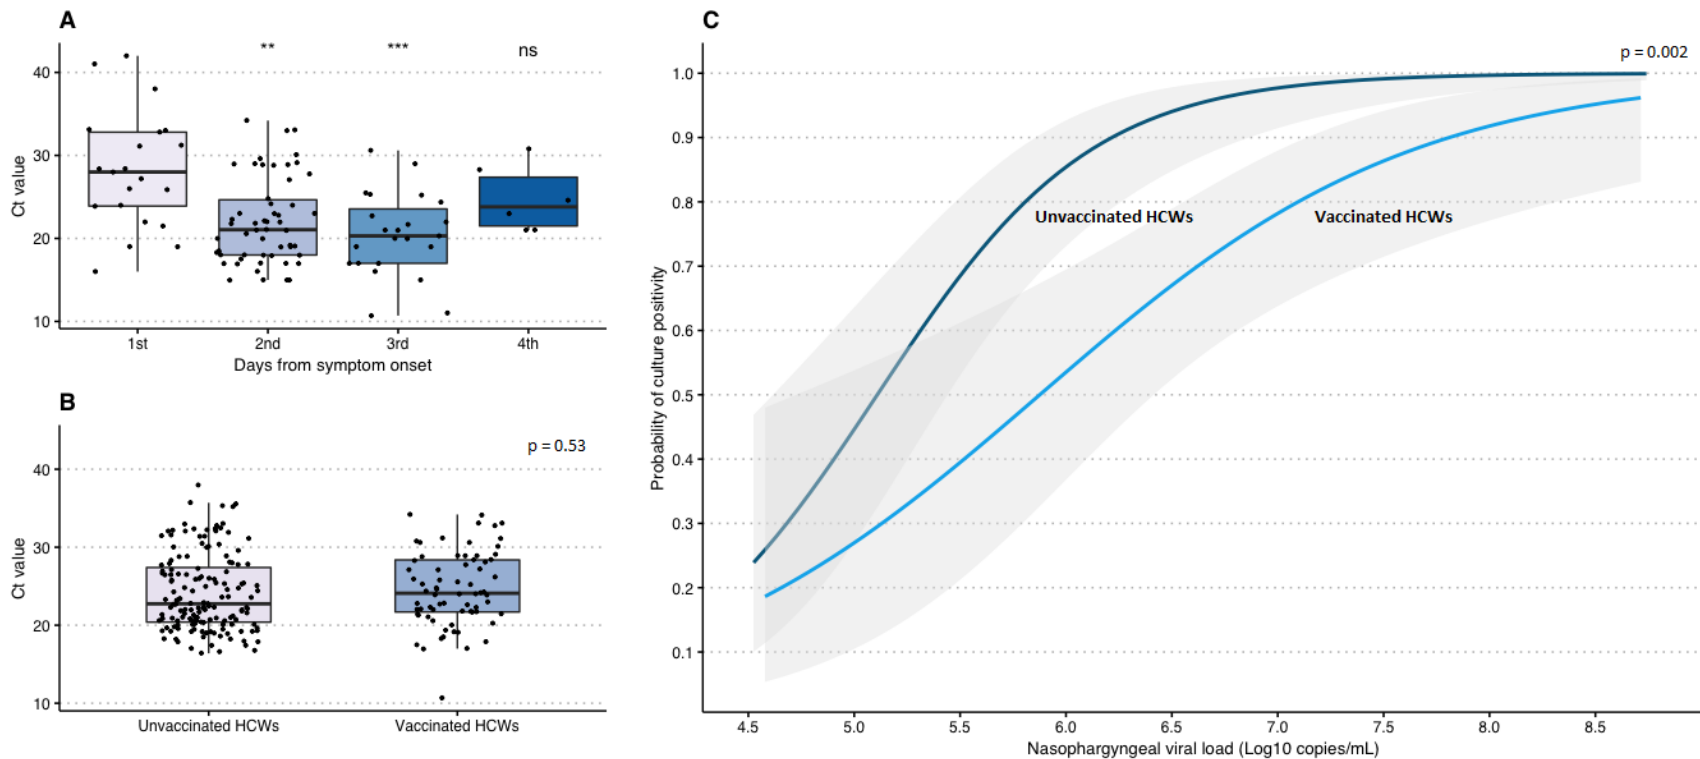 A
** *** ns
Ct value
40
30
20
10
1st 2nd 3rd 4th
Days from symptom onset
B
p = 0.53
Ct value
40
30
20
10
Unvaccinated HCWs Vaccinated HCWs
C
p = 0.002
Probability of culture positivity
1.0
0.9
0.8
0.7
0.6
0.5
0.4
0.3
0.2
0.1
Unvaccinated HCWs Vaccinated HCWs
4.5 5.0 5.5 6.0 6.5 7.0 7.5 8.0 8.5
Nasophargyngeal viral load (Log10 copies/mL)